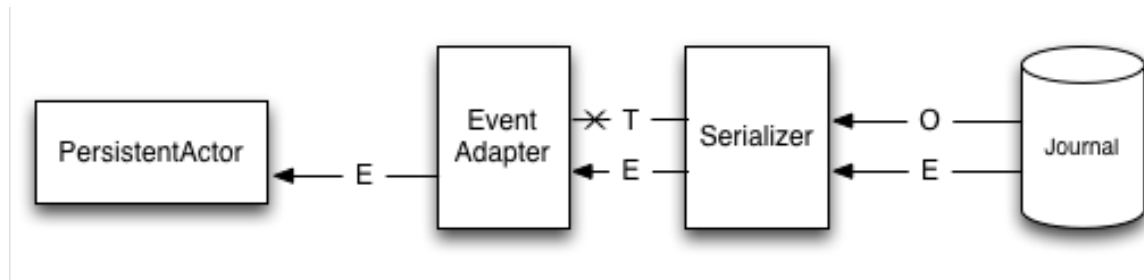 PersistentActor
E
Event
Adapter
T
E
Serializer
O
E
Journal